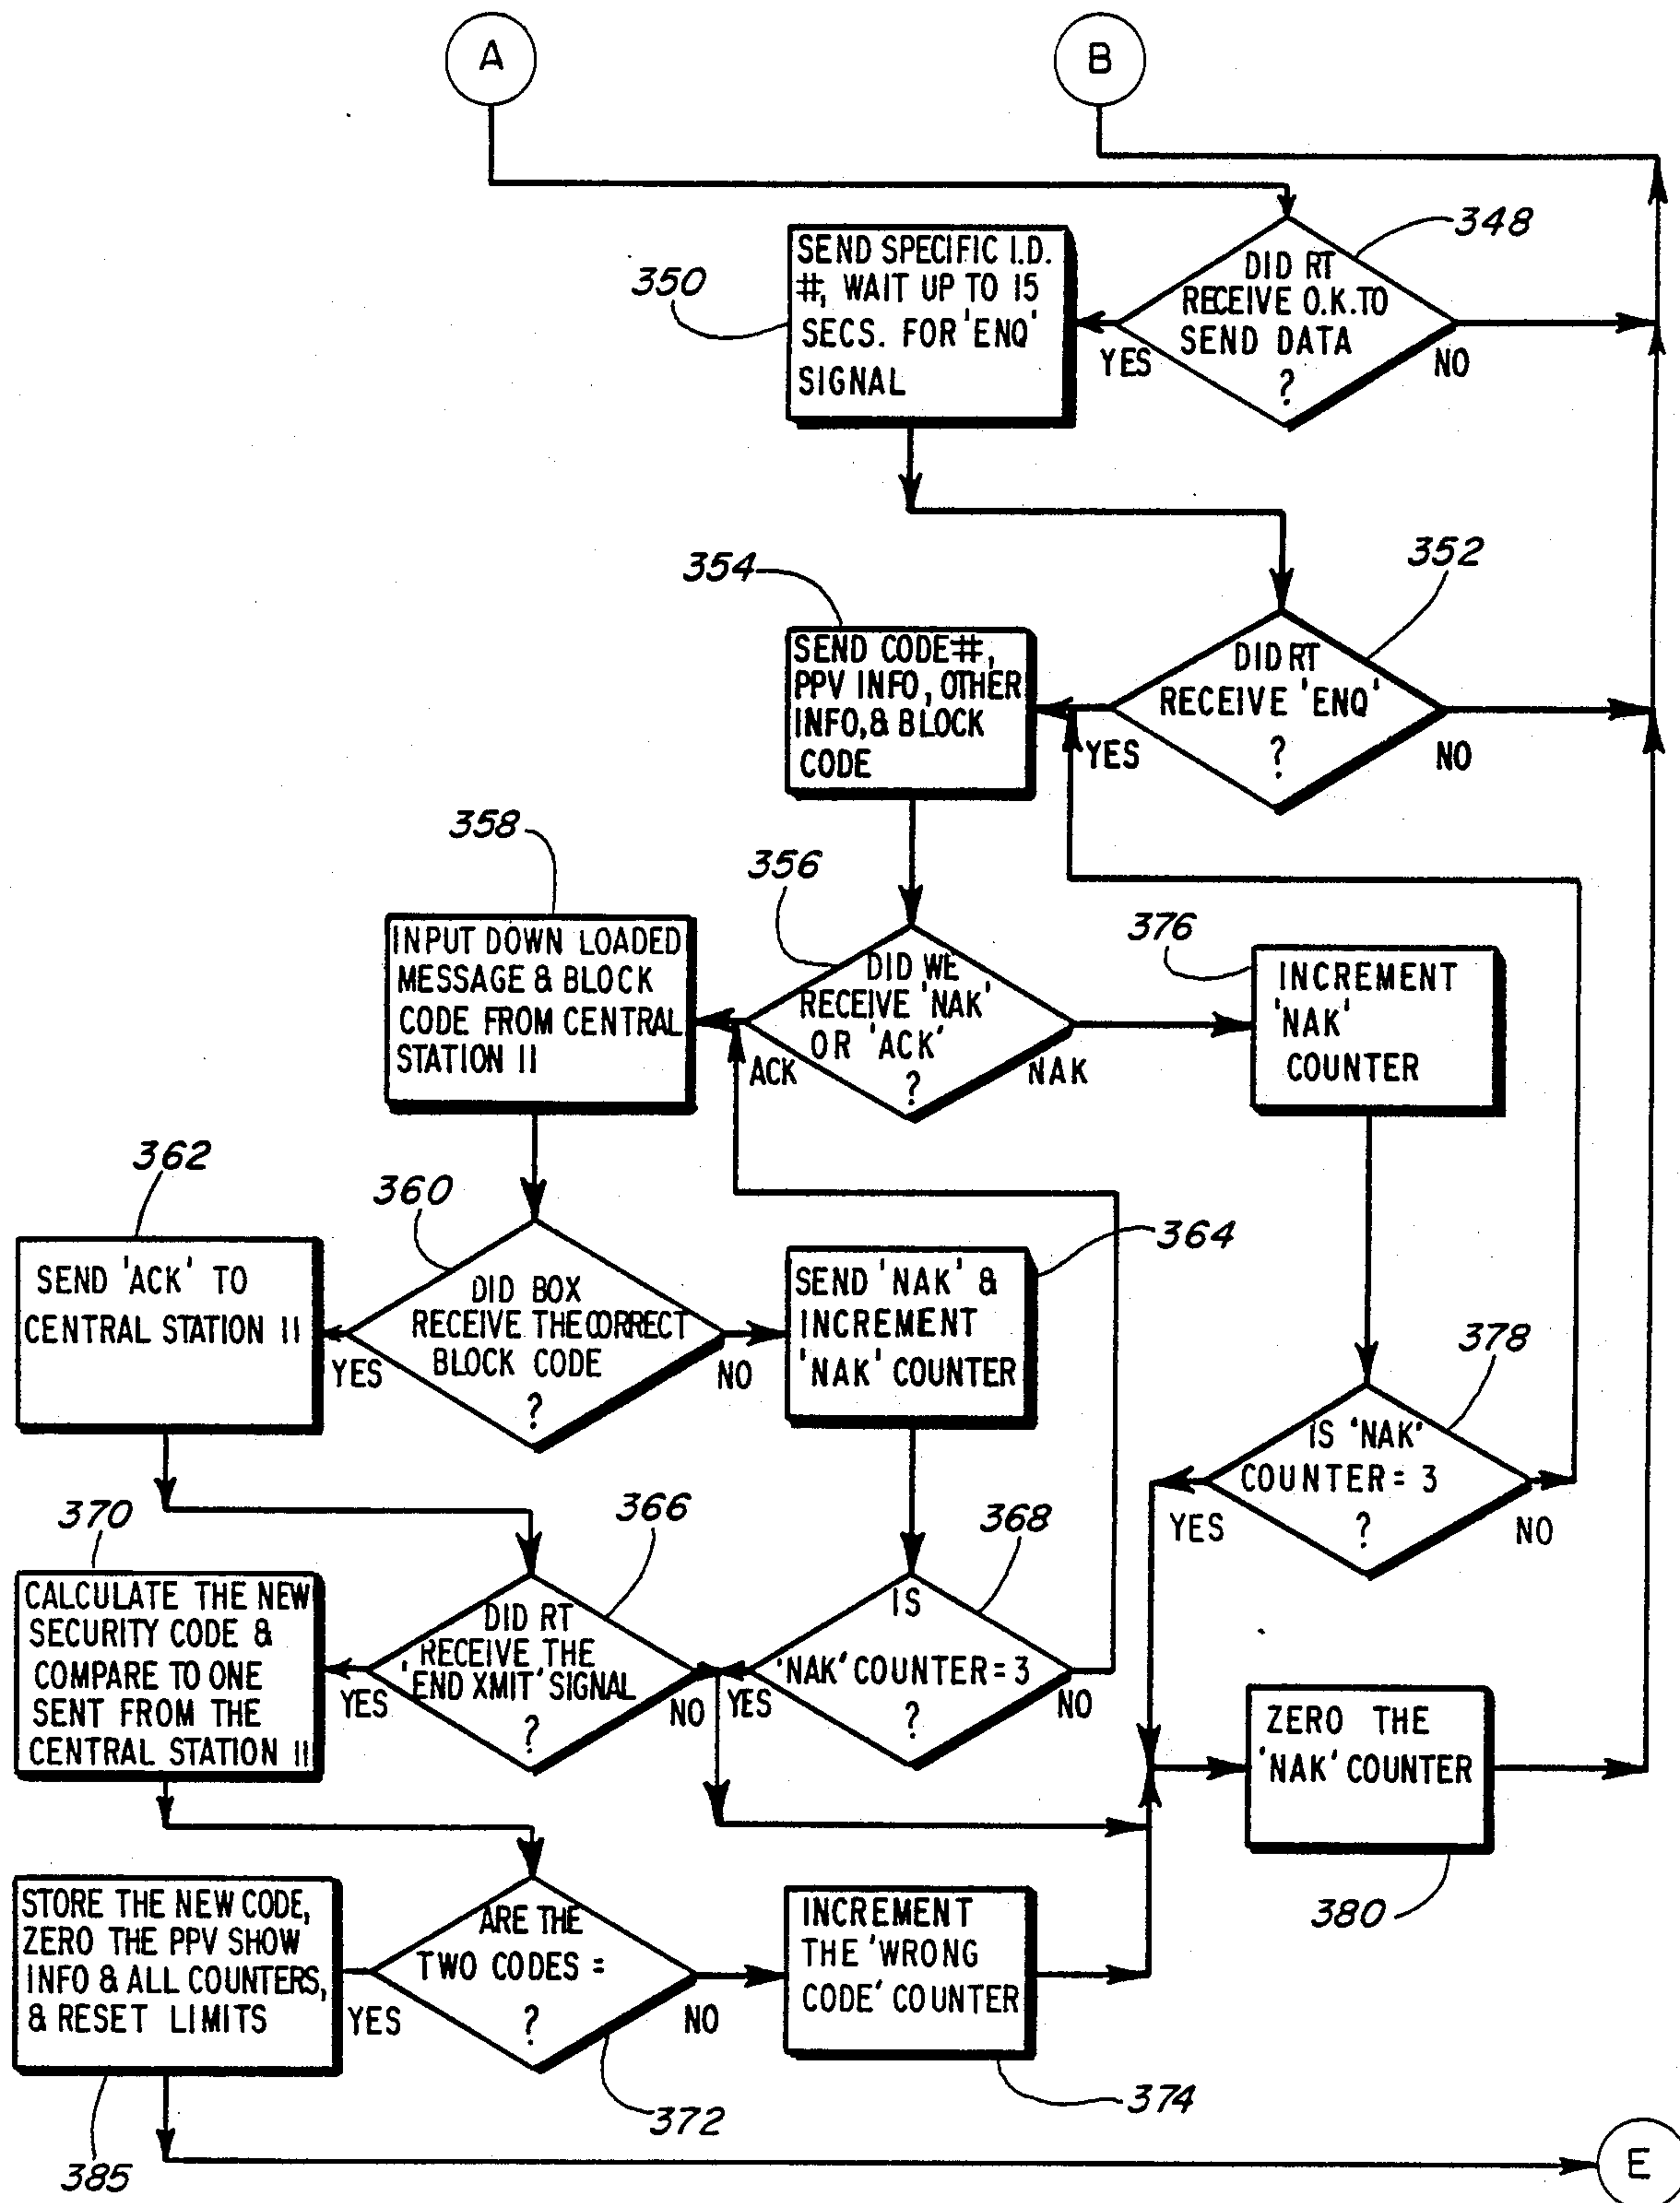 A
B
348
DID RT
RECEIVE O.K. TO
SEND DATA
?
YES
NO
350
SEND SPECIFIC I.D.
#, WAIT UP TO 15
SECS. FOR 'ENQ'
SIGNAL
352
DID RT
RECEIVE 'ENQ'
?
YES
NO
354
SEND CODE #,
PPV INFO, OTHER
INFO, & BLOCK
CODE
356
DID WE
RECEIVE 'NAK'
OR 'ACK'
?
ACK
NAK
358
INPUT DOWN LOADED
MESSAGE & BLOCK
CODE FROM CENTRAL
STATION 11
376
INCREMENT
'NAK'
COUNTER
362
SEND 'ACK' TO
CENTRAL STATION 11
360
DID BOX
RECEIVE THE CORRECT
BLOCK CODE
?
YES
NO
364
SEND 'NAK' &
INCREMENT
'NAK' COUNTER
378
IS 'NAK'
COUNTER = 3
?
YES
NO
370
CALCULATE THE NEW
SECURITY CODE &
COMPARE TO ONE
SENT FROM THE
CENTRAL STATION 11
366
DID RT
RECEIVE THE
'END XMIT' SIGNAL
?
YES
NO
368
IS
'NAK' COUNTER = 3
?
YES
NO
ZERO THE
'NAK' COUNTER
380
STORE THE NEW CODE,
ZERO THE PPV SHOW
INFO & ALL COUNTERS,
& RESET LIMITS
385
ARE THE
TWO CODES =
?
YES
NO
372
INCREMENT
THE 'WRONG
CODE' COUNTER
374
E